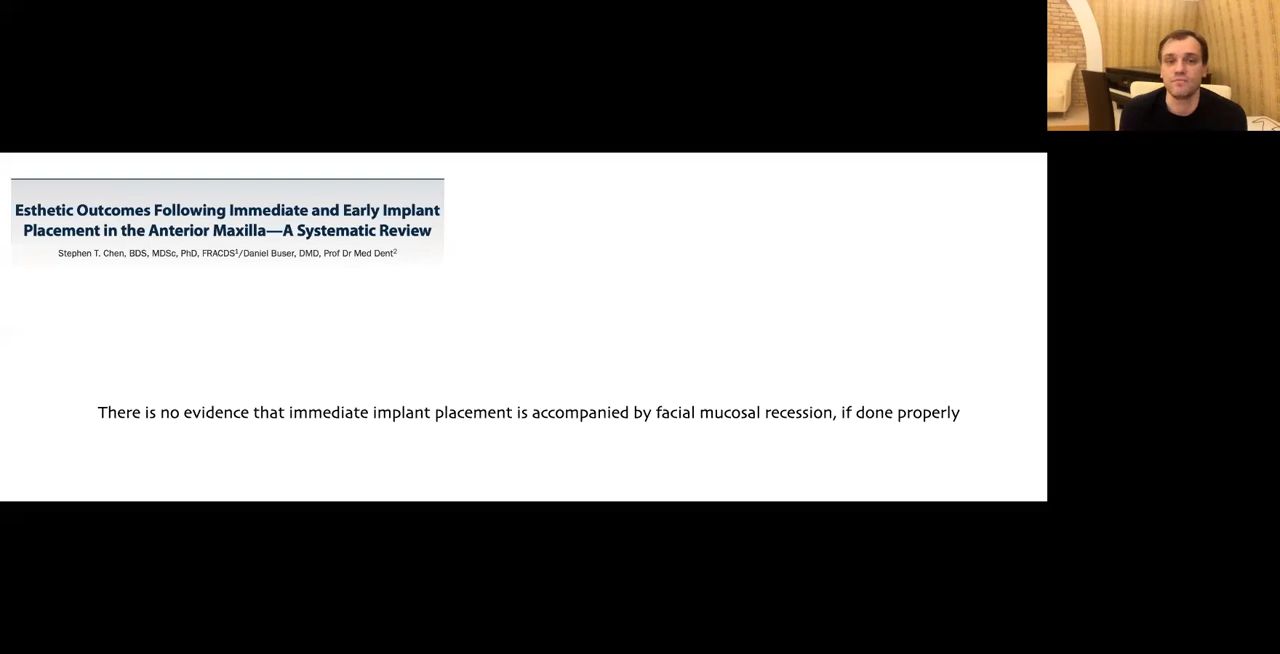 Esthetic Outcomes Following Immediate and Early Implant
Placement in the Anterior Maxilla—A Systematic Review
Stephen T. Chen, BDS, MDSc, PhD, FRACDS1/Daniel Buser, DMD, Prof Dr Med Dent2
There is no evidence that immediate implant placement is accompanied by facial mucosal recession, if done properly